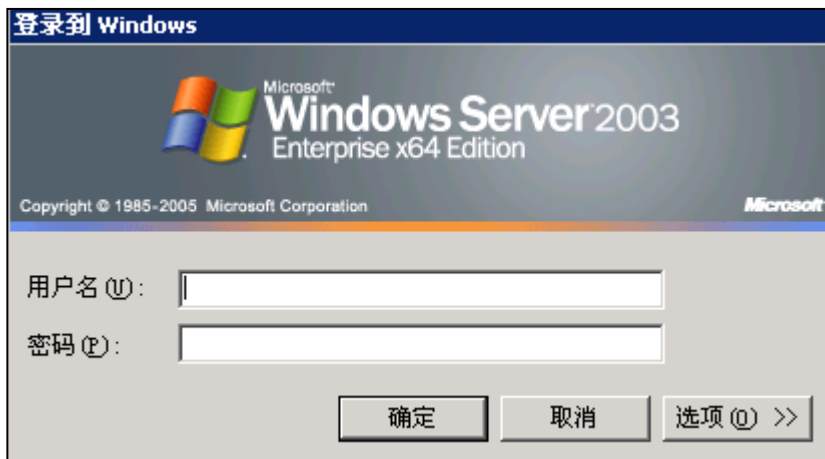 登录到 Windows
Microsoft
Windows Server 2003
Enterprise x64 Edition
Copyright © 1985-2005 Microsoft Corporation Microsoft
用户名(U):
密码(P):
确定 取消 选项(O) >>